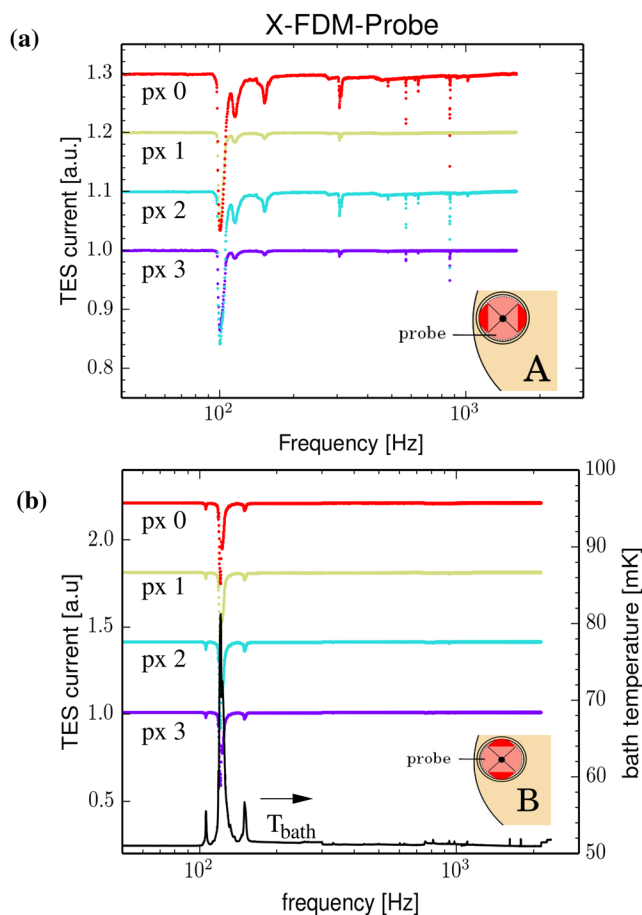 X-FDM-Probe
(a)
1.3
px 0
1.2
px 1
1.1
px 2
1.0
px 3
0.9
0.8
TES current [a.u.]
probe
A
10² 10³
Frequency [Hz]
(b)
100
px 0
2.0
90
px 1
1.5
80
px 2
70
1.0
px 3
60
0.5
50
TES current [a.u]
bath temperature [mK]
probe
B
T_bath
10² 10³
frequency [Hz]